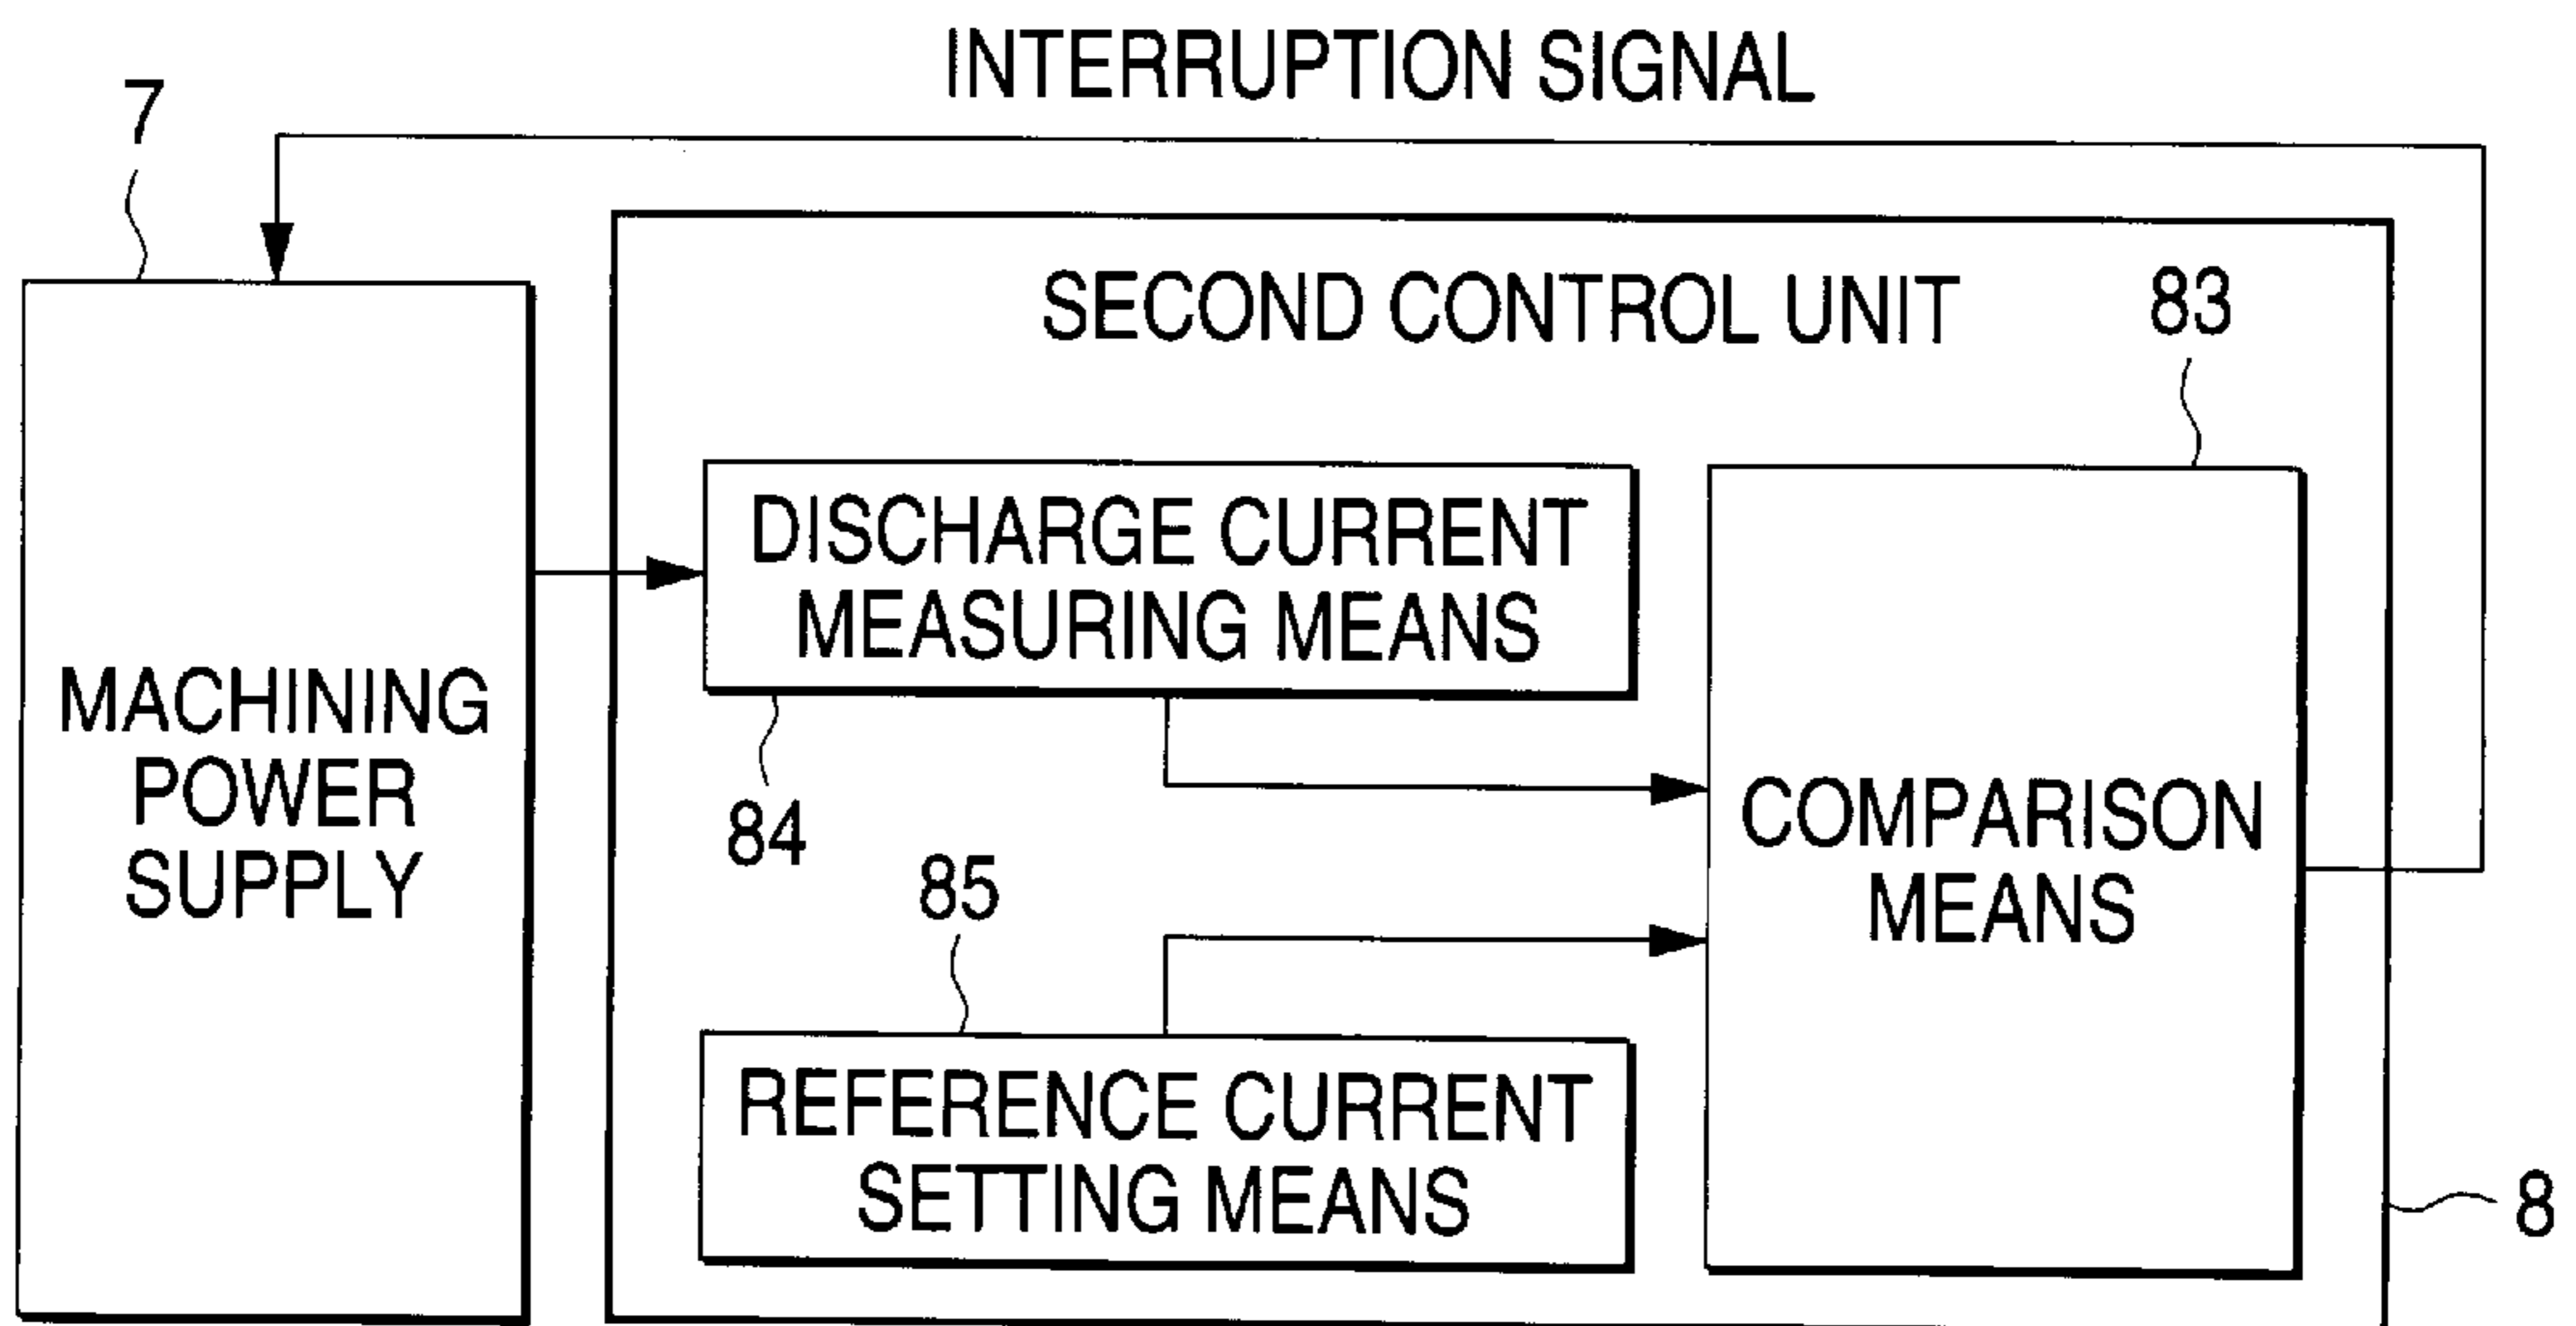 INTERRUPTION SIGNAL
7
SECOND CONTROL UNIT
83
DISCHARGE CURRENT
MEASURING MEANS
MACHINING
POWER
SUPPLY
84
COMPARISON
MEANS
85
REFERENCE CURRENT
SETTING MEANS
8